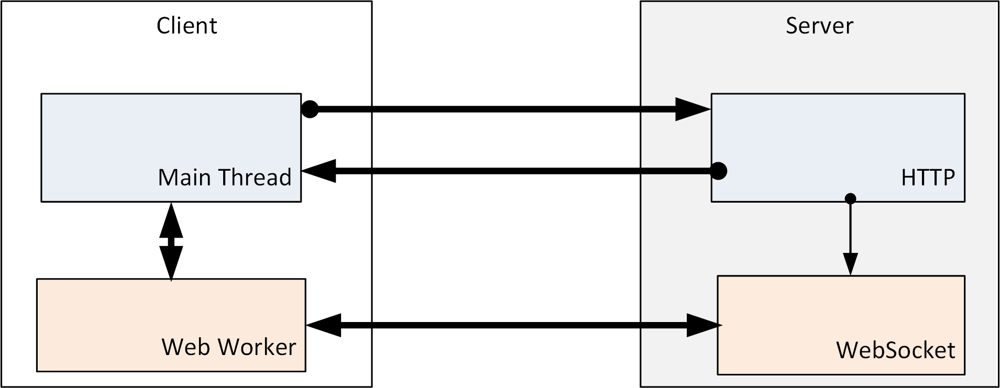 Client
Server
Main Thread
HTTP
Web Worker
WebSocket